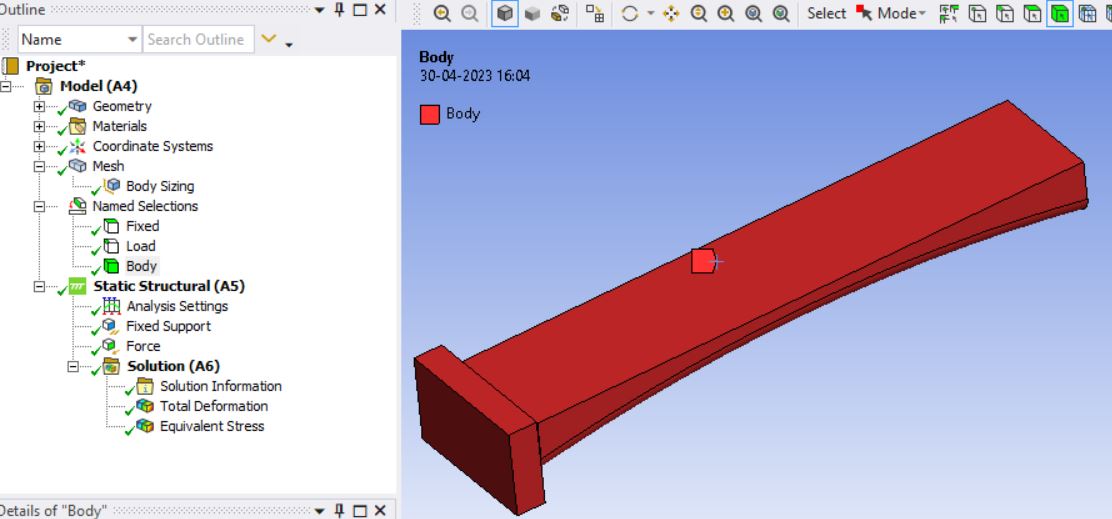 Outline
Name
Search Outline
Project*
Model (A4)
Geometry
Materials
Coordinate Systems
Mesh
Body Sizing
Named Selections
Fixed
Load
Body
Static Structural (A5)
Analysis Settings
Fixed Support
Force
Solution (A6)
Solution Information
Total Deformation
Equivalent Stress
Details of "Body"
Select
Mode
Body
30-04-2023 16:04
Body